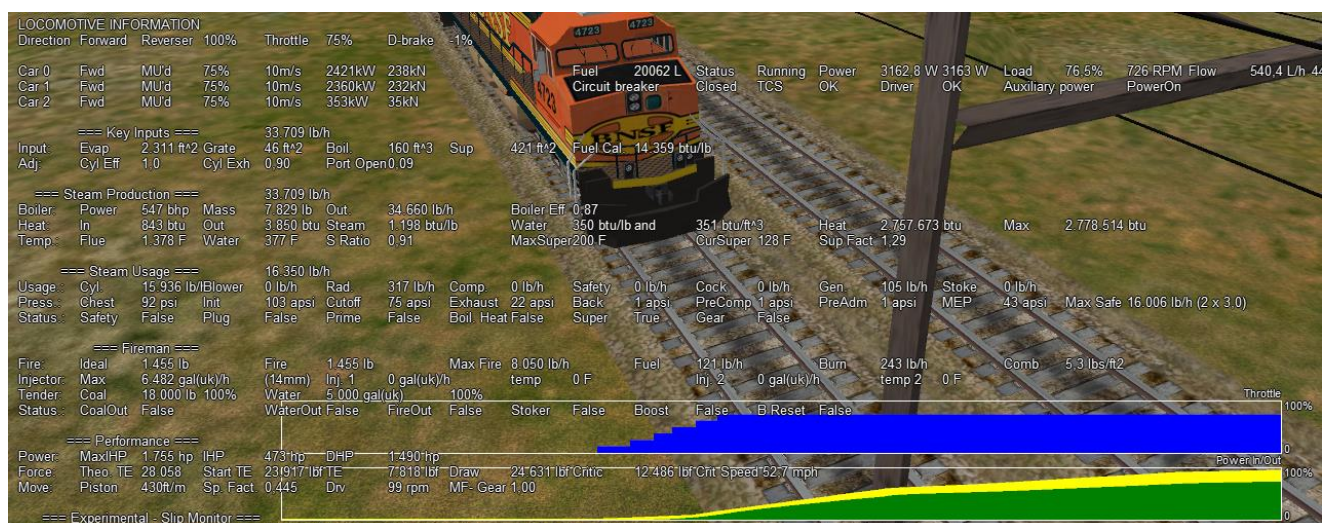 LOCOMOTIVE INFORMATION
4723 4723
Direction Forward Reverser 100% Throttle 75% D-brake -1%
Car 0 Fwd MU'd 75% 10m/s 2421kW 238kN Fuel 20062 L Status Running Power 3162,8 W 3163 W Load 76,5% 726 RPM Flow 540,4 L/h 44
Car 1 Fwd MU'd 75% 10m/s 2360kW 232kN Circuit breaker Closed TCS OK Driver OK Auxiliary power PowerOn
4723
Car 2 Fwd MU'd 75% 10m/s 353kW 35kN
BNSF
=== Key Inputs === 33.709 lb/h
Input: Evap 2.311 ft^2 Grate 46 ft^2 Boil. 160 ft^3 Sup 421 ft^2 Fuel Cal. 14.359 btu/lb
Adj: Cyl Eff 1,0 Cyl Exh 0,90 Port Open 0,09
=== Steam Production === 33.709 lb/h
Boiler: Power 547 bhp Mass 7.829 lb Out 34.660 lb/h Boiler Eff 0,87
Heat: In 843 btu Out 3.850 btu Steam 1.198 btu/lb Water 350 btu/lb and 351 btu/ft^3 Heat 2.757.673 btu Max 2.778.514 btu
Temp.: Flue 1.378 F Water 377 F S Ratio 0,91 MaxSuper 200 F CurSuper 128 F Sup Fact 1,29
=== Steam Usage === 16.350 lb/h
Usage: Cyl. 15.936 lb/h Blower 0 lb/h Rad. 317 lb/h Comp. 0 lb/h Safety 0 lb/h Cock 0 lb/h Gen. 105 lb/h Stoke 0 lb/h
Press.: Chest 92 psi Init 103 apsi Cutoff 75 apsi Exhaust 22 apsi Back 1 apsi PreComp 1 apsi PreAdm 1 apsi MEP 43 apsi Max Safe 16.006 lb/h (2 x 3,0)
Status.: Safety False Plug False Prime False Boil. Heat False Super True Gear False
=== Fireman ===
Fire: Ideal 1.455 lb Fire 1.455 lb Max Fire 8.050 lb/h Fuel 121 lb/h Burn 243 lb/h Comb 5,3 lbs/ft2
Injector: Max 6.482 gal(uk)/h (14mm) Inj. 1 0 gal(uk)/h temp 0 F Inj. 2 0 gal(uk)/h temp 2 0 F
Tender: Coal 18.000 lb 100% Water 5.000 gal(uk) 100%
Throttle
100%
Status.: CoalOut False WaterOut False FireOut False Stoker False Boost False B Reset False
=== Performance ===
0
Power: MaxIHP 1.755 hp IHP 473 hp DHP 1.490 hp
Power In/Out
Force: Theo. TE 28.058 Start TE 23.917 lbf TE 7.818 lbf Draw 24.631 lbf Critic 12.486 lbf Crit Speed 52,7 mph
100%
Move: Piston 430ft/m Sp. Fact. 0,445 Drv 99 rpm MF- Gear 1,00
=== Experimental - Slip Monitor ===
0